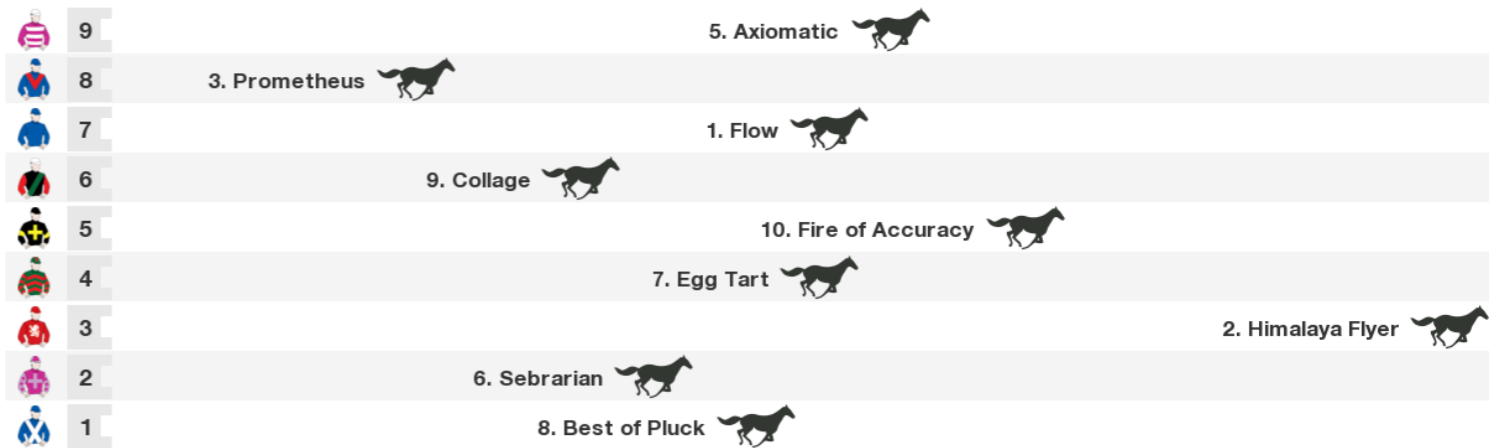 9 5. Axiomatic
8 3. Prometheus
7 1. Flow
6 9. Collage
5 10. Fire of Accuracy
4 7. Egg Tart
3 2. Himalaya Flyer
2 6. Sebrarian
1 8. Best of Pluck